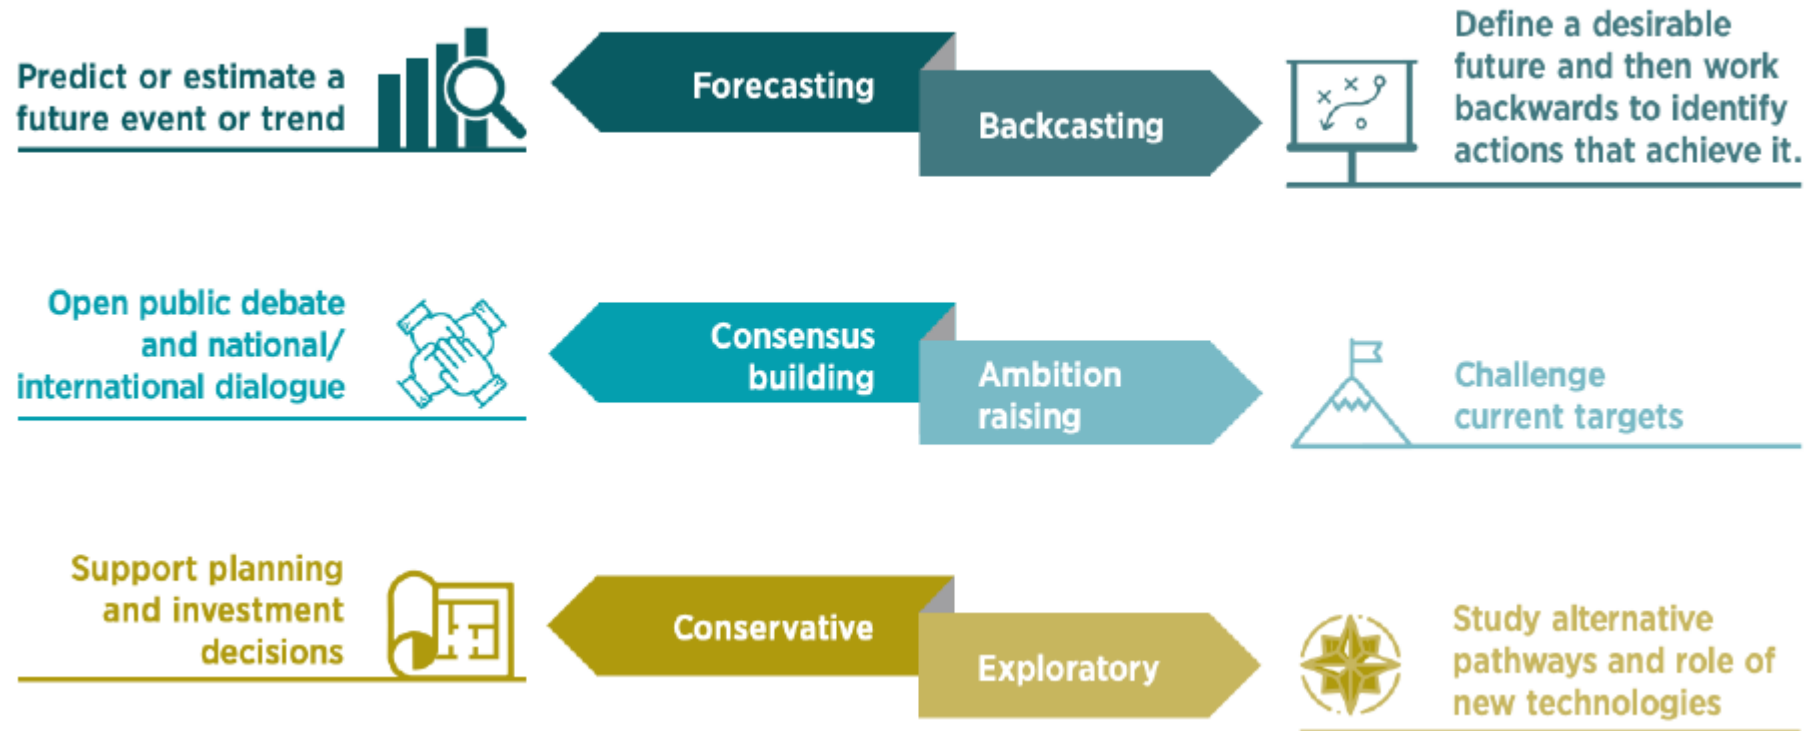 Predict or estimate a
future event or trend
Forecasting
Backcasting
Define a desirable
future and then work
backwards to identify
actions that achieve it.
Open public debate
and national/
international dialogue
Consensus
building
Ambition
raising
Challenge
current targets
Support planning
and investment
decisions
Conservative
Exploratory
Study alternative
pathways and role of
new technologies